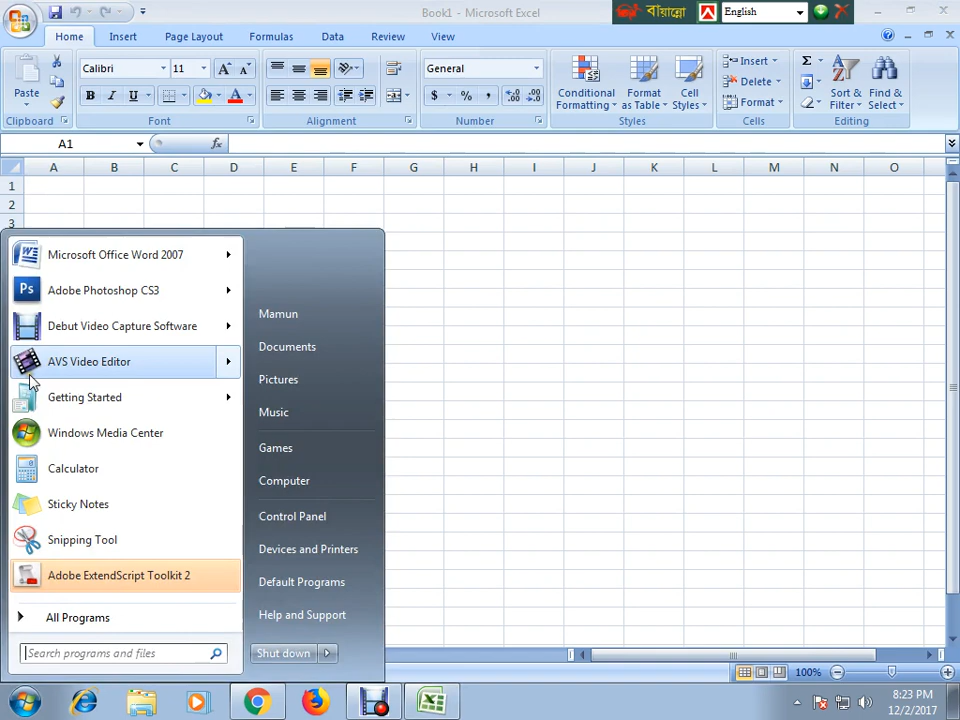 Book1 - Microsoft Excel
বায়ান্নো
English
Home Insert Page Layout Formulas Data Review View
Paste
Calibri 11
B I U
General
$ % ,
Conditional Formatting
Format as Table
Cell Styles
Insert
Delete
Format
Sort & Filter
Find & Select
Clipboard Font Alignment Number Styles Cells Editing
A1 fx
A B C D E F G H I J K L M N O
1
2
3
Microsoft Office Word 2007
Ps Adobe Photoshop CS3
Debut Video Capture Software
AVS Video Editor
Getting Started
Windows Media Center
Calculator
Sticky Notes
Snipping Tool
Adobe ExtendScript Toolkit 2
All Programs
Search programs and files
Mamun
Documents
Pictures
Music
Games
Computer
Control Panel
Devices and Printers
Default Programs
Help and Support
Shut down
100%
8:23 PM
12/2/2017